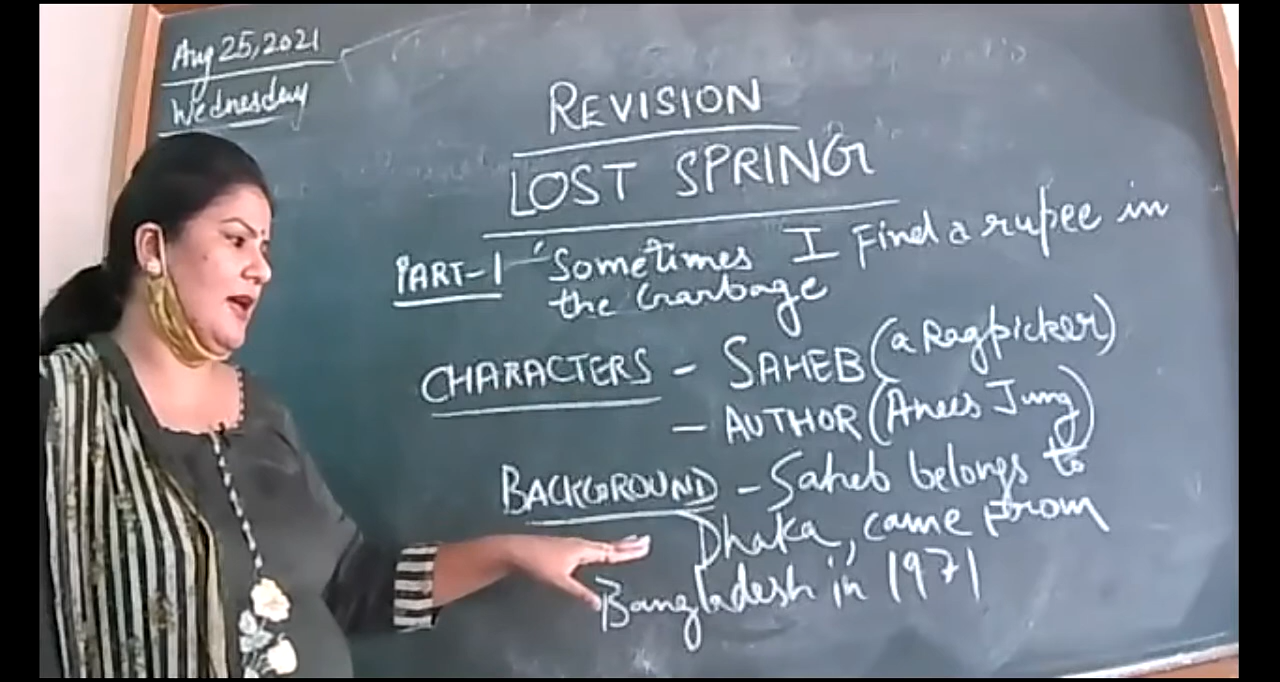 Aug 25, 2021
Wednesday
REVISION
LOST SPRING
PART-1 - 'Sometimes I Find a rupee in
the Garbage
CHARACTERS - SAHEB (a Ragpicker)
- AUTHOR (Anees Jung)
BACKGROUND - Saheb belongs to
Dhaka, came from
Bangladesh in 1971